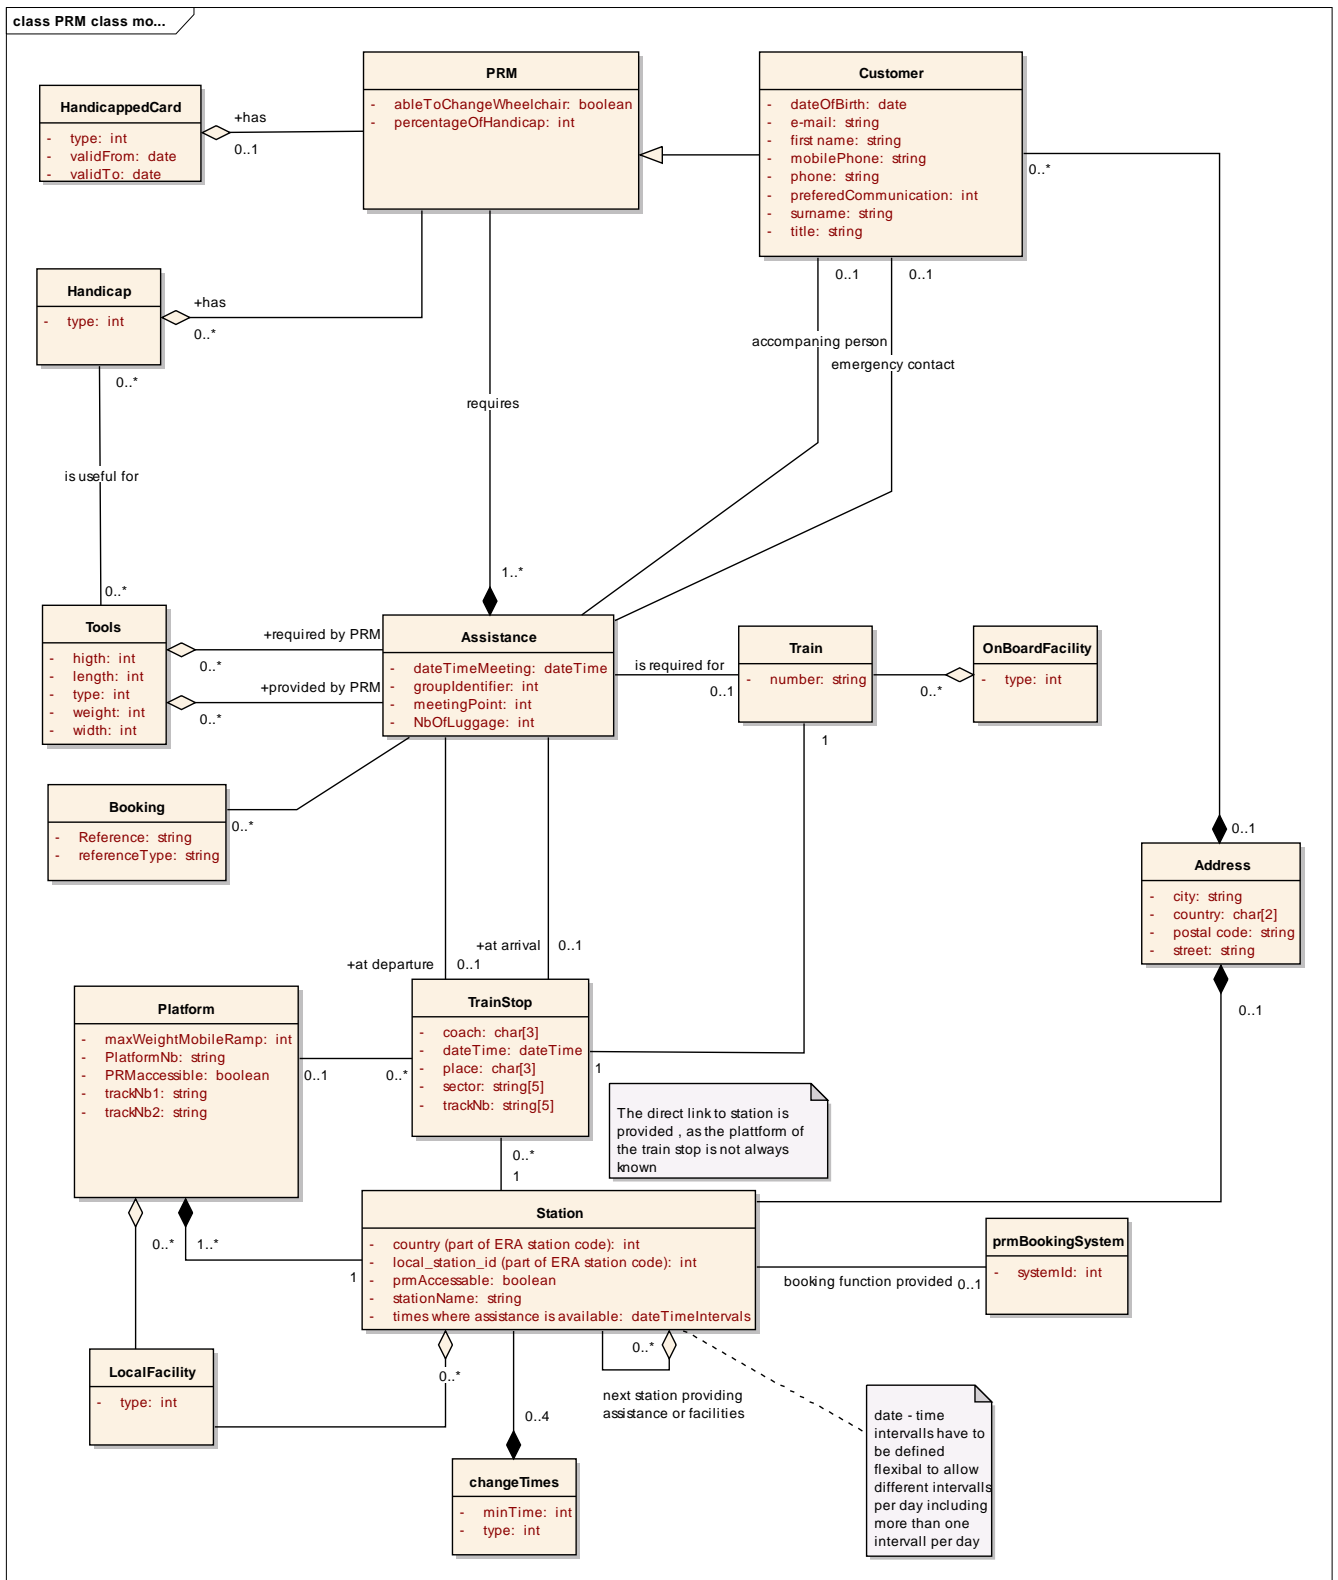 class PRM class mo...
PRM
- ableToChangeWheelchair: boolean
- percentageOfHandicap: int
Customer
- dateOfBirth: date
- e-mail: string
- first name: string
- mobilePhone: string
- phone: string
- preferedCommunication: int
- surname: string
- title: string
HandicappedCard
- type: int
- validFrom: date
- validTo: date
+has
0..1
0..*
Handicap
- type: int
+has
0..*
0..1
0..1
accompaning person
emergency contact
0..*
requires
is useful for
0..*
1..*
Tools
- higth: int
- length: int
- type: int
- weight: int
- width: int
+required by PRM
0..*
+provided by PRM
0..*
Assistance
- dateTimeMeeting: dateTime
- groupIdentifier: int
- meetingPoint: int
- NbOfLuggage: int
is required for
0..1
Train
- number: string
0..*
OnBoardFacility
- type: int
1
Booking
- Reference: string
- referenceType: string
0..*
0..1
Address
- city: string
- country: char[2]
- postal code: string
- street: string
0..1
+at arrival
0..1
+at departure
0..1
Platform
- maxWeightMobileRamp: int
- PlatformNb: string
- PRMaccessible: boolean
- trackNb1: string
- trackNb2: string
0..1
0..*
TrainStop
- coach: char[3]
- dateTime: dateTime
- place: char[3]
- sector: string[5]
- trackNb: string[5]
1
The direct link to station is
provided , as the plattform of
the train stop is not always
known
0..*
1
0..*
1..*
1
Station
- country (part of ERA station code): int
- local_station_id (part of ERA station code): int
- prmAccessable: boolean
- stationName: string
- times where assistance is available: dateTimeIntervals
booking function provided
0..1
prmBookingSystem
- systemId: int
LocalFacility
- type: int
0..*
0..*
next station providing
assistance or facilities
0..4
changeTimes
- minTime: int
- type: int
date - time
intervalls have to
be defined
flexibal to allow
different intervalls
per day including
more than one
intervall per day